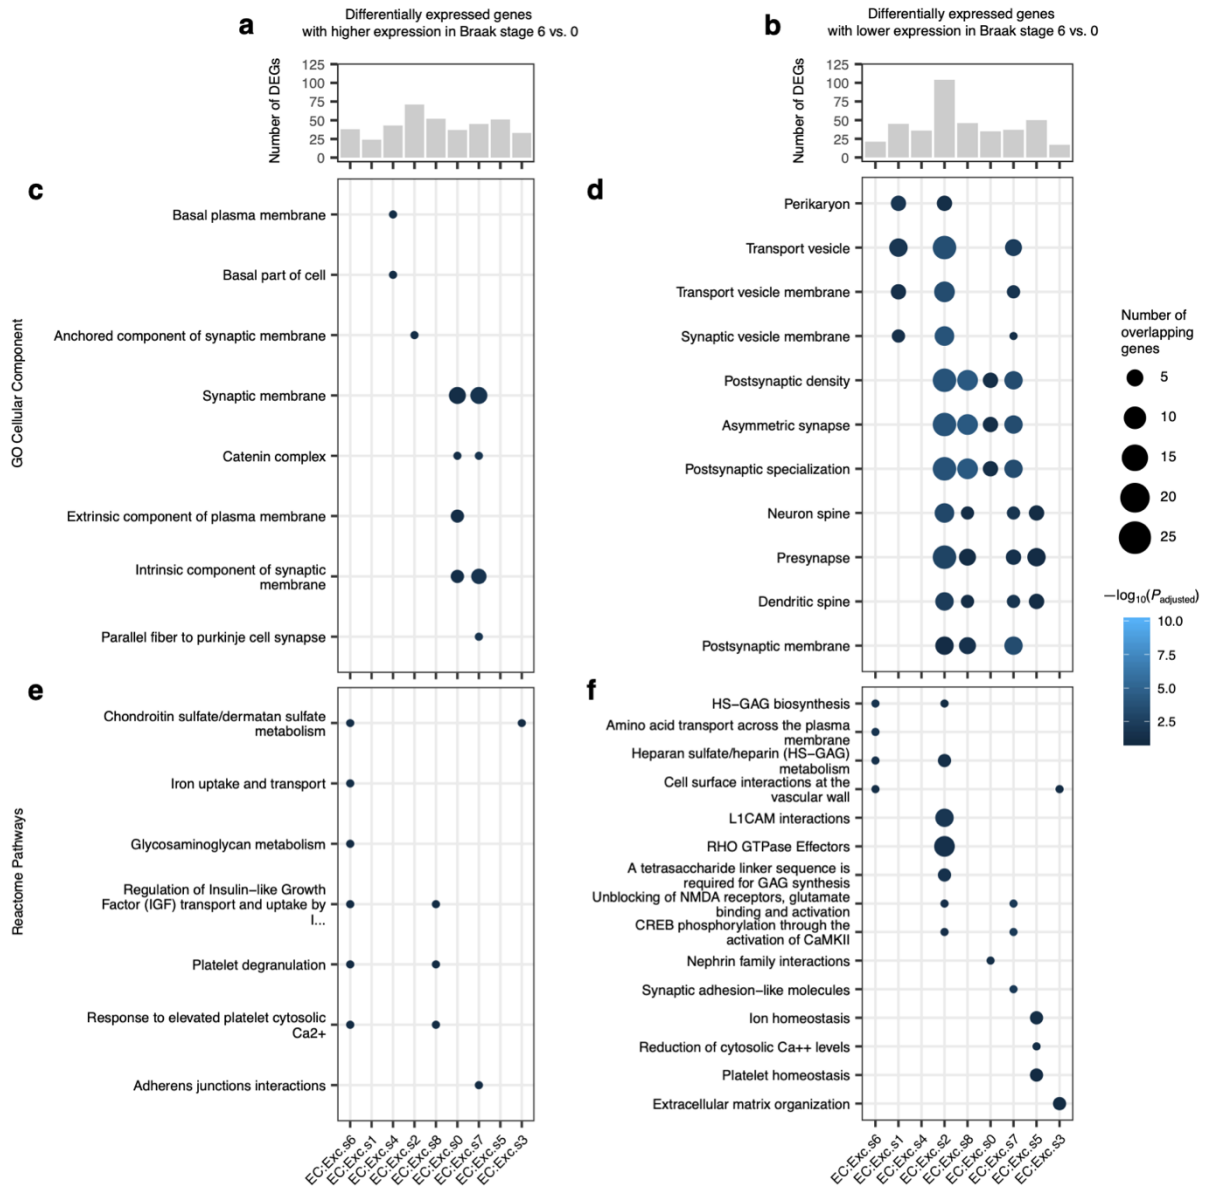 a
Differentially expressed genes
with higher expression in Braak stage 6 vs. 0
Number of DEGs
125
100
75
50
25
0
b
Differentially expressed genes
with lower expression in Braak stage 6 vs. 0
Number of DEGs
125
100
75
50
25
0
c
GO Cellular Component
Basal plasma membrane
Basal part of cell
Anchored component of synaptic membrane
Synaptic membrane
Catenin complex
Extrinsic component of plasma membrane
Intrinsic component of synaptic
membrane
Parallel fiber to purkinje cell synapse
d
Perikaryon
Transport vesicle
Transport vesicle membrane
Synaptic vesicle membrane
Postsynaptic density
Asymmetric synapse
Postsynaptic specialization
Neuron spine
Presynapse
Dendritic spine
Postsynaptic membrane
Number of
overlapping
genes
5
10
15
20
25
−log10(Padjusted)
10.0
7.5
5.0
2.5
e
Reactome Pathways
Chondroitin sulfate/dermatan sulfate
metabolism
Iron uptake and transport
Glycosaminoglycan metabolism
Regulation of Insulin−like Growth
Factor (IGF) transport and uptake by
I...
Platelet degranulation
Response to elevated platelet cytosolic
Ca2+
Adherens junctions interactions
EC:Exc.s6
EC:Exc.s1
EC:Exc.s4
EC:Exc.s2
EC:Exc.s8
EC:Exc.s0
EC:Exc.s7
EC:Exc.s5
EC:Exc.s3
f
HS−GAG biosynthesis
Amino acid transport across the plasma
membrane
Heparan sulfate/heparin (HS−GAG)
metabolism
Cell surface interactions at the
vascular wall
L1CAM interactions
RHO GTPase Effectors
A tetrasaccharide linker sequence is
required for GAG synthesis
Unblocking of NMDA receptors, glutamate
binding and activation
CREB phosphorylation through the
activation of CaMKII
Nephrin family interactions
Synaptic adhesion−like molecules
Ion homeostasis
Reduction of cytosolic Ca++ levels
Platelet homeostasis
Extracellular matrix organization
EC:Exc.s6
EC:Exc.s1
EC:Exc.s4
EC:Exc.s2
EC:Exc.s8
EC:Exc.s0
EC:Exc.s7
EC:Exc.s5
EC:Exc.s3